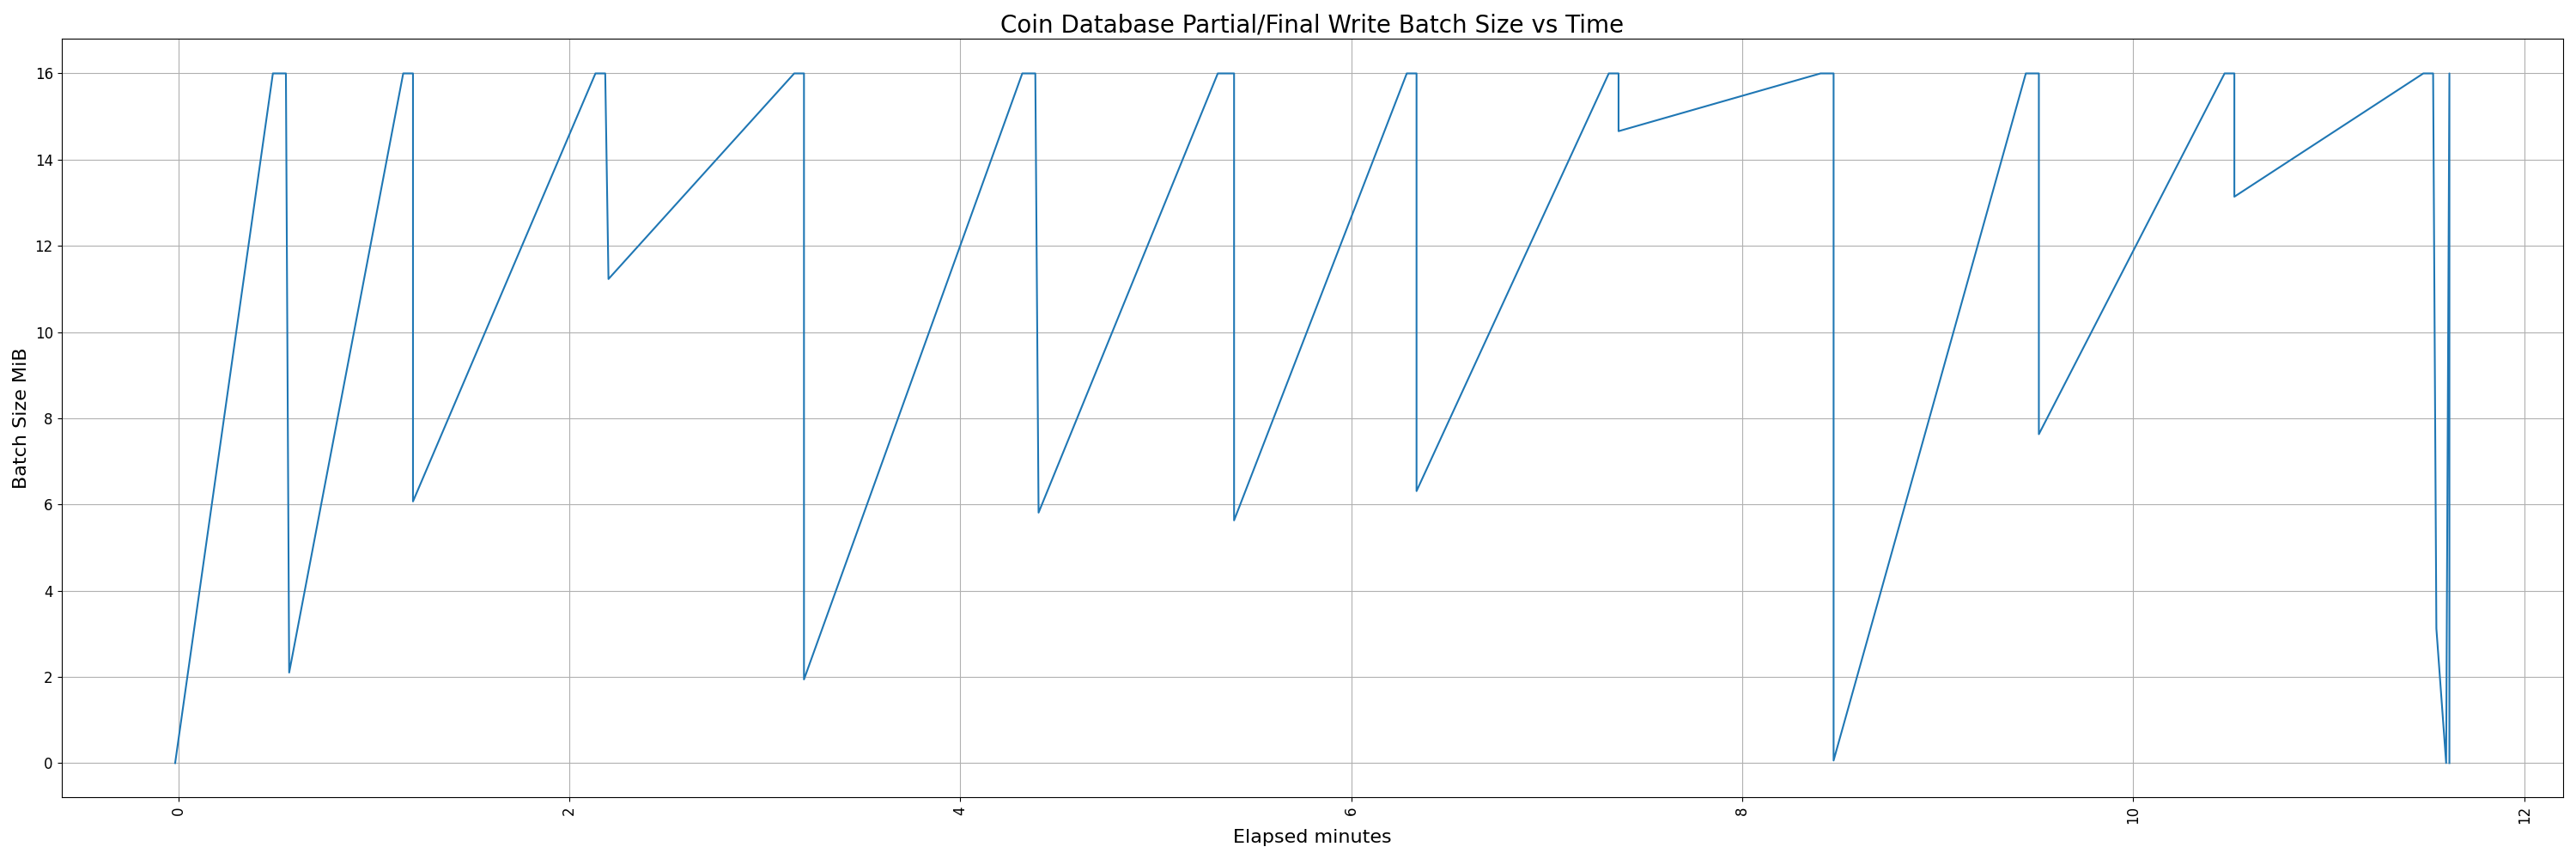 Coin Database Partial/Final Write Batch Size vs Time
Batch Size MiB
16
14
12
10
8
6
4
2
0
0 2 4 6 8 10 12
Elapsed minutes